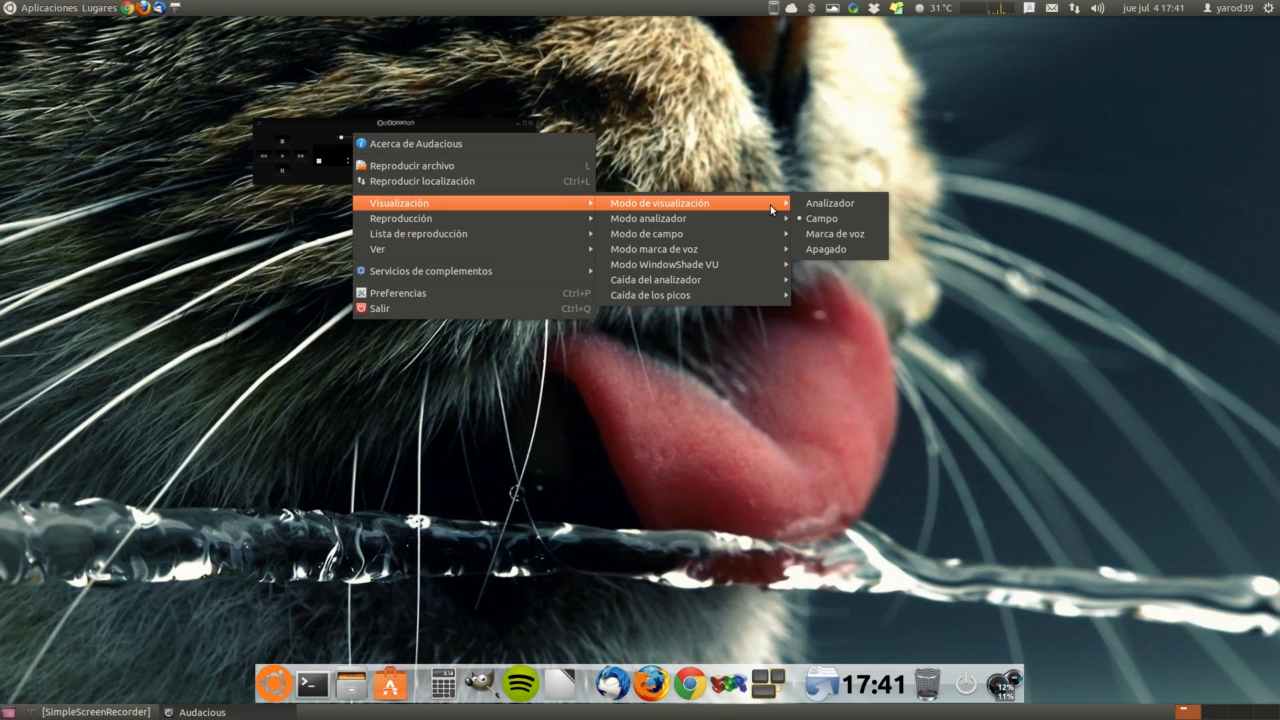 Aplicaciones Lugares 31 °C jue jul 4 17:41 yarod39
Acerca de Audacious
Reproducir archivo L
Reproducir localización Ctrl+L
Visualización
Reproducción
Lista de reproducción
Ver
Servicios de complementos
Preferencias Ctrl+P
Salir Ctrl+Q
Modo de visualización
Modo analizador
Modo de campo
Modo marca de voz
Modo WindowShade VU
Caída del analizador
Caída de los picos
Analizador
Campo
Marca de voz
Apagado
17:41
12%
11%
[SimpleScreenRecorder] Audacious